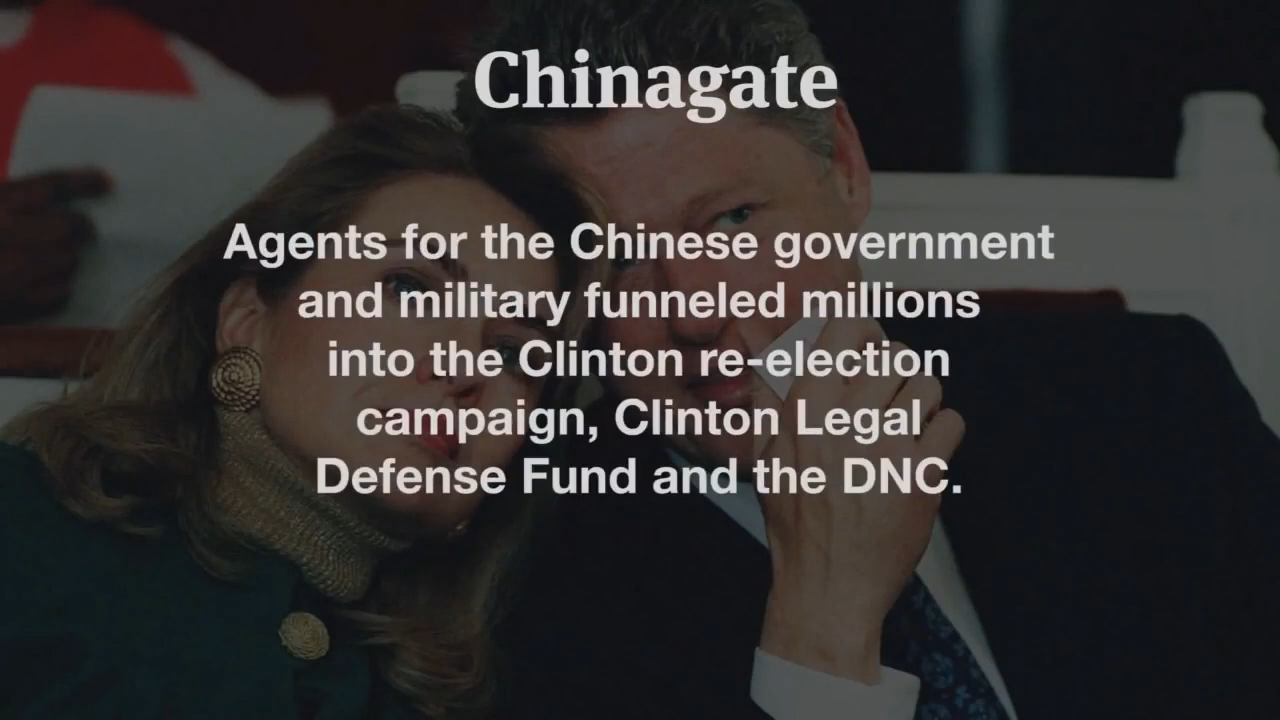 Chinagate
Agents for the Chinese government
and military funneled millions
into the Clinton re-election
campaign, Clinton Legal
Defense Fund and the DNC.